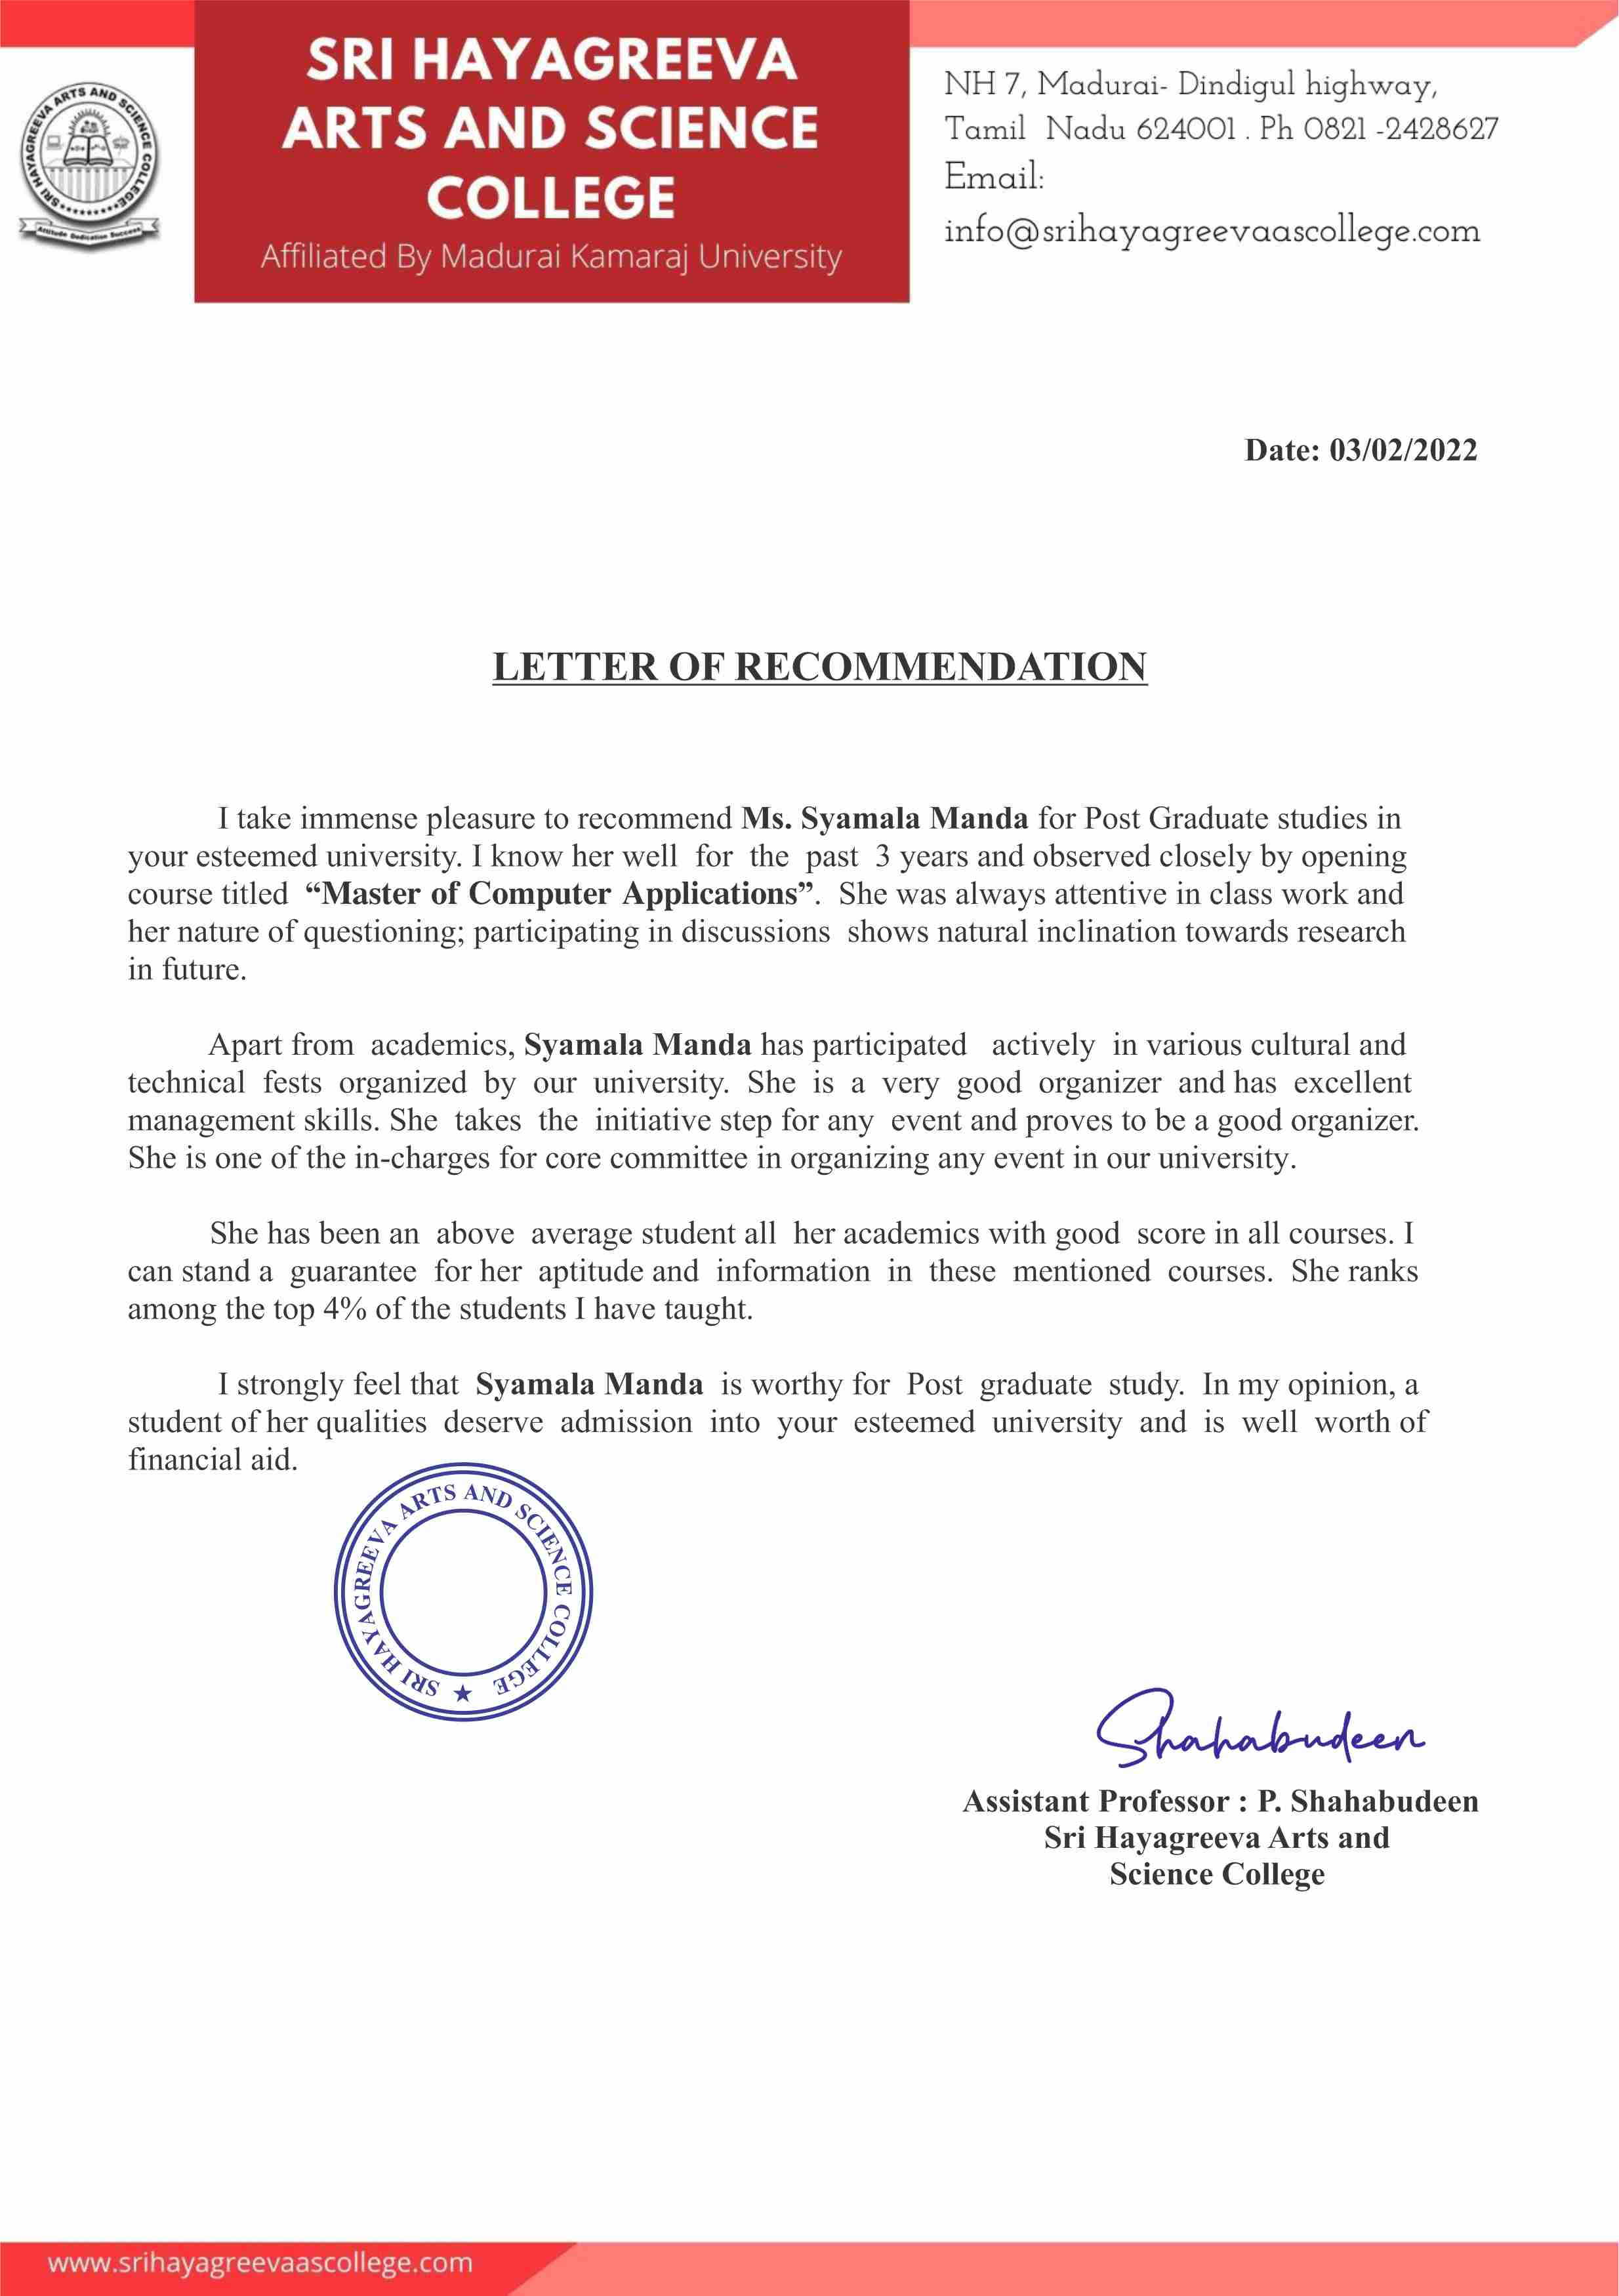 SRI HAYAGREEVA
ARTS AND SCIENCE
COLLEGE
Affiliated By Madurai Kamaraj University
SRI HAYAGREEVA ARTS AND SCIENCE COLLEGE
Attitude Dedication Success
NH 7, Madurai- Dindigul highway,
Tamil Nadu 624001 . Ph 0821 -2428627
Email:
info@srihayagreevaascollege.com
Date: 03/02/2022
LETTER OF RECOMMENDATION
I take immense pleasure to recommend Ms. Syamala Manda for Post Graduate studies in
your esteemed university. I know her well for the past 3 years and observed closely by opening
course titled “Master of Computer Applications”. She was always attentive in class work and
her nature of questioning; participating in discussions shows natural inclination towards research
in future.
Apart from academics, Syamala Manda has participated actively in various cultural and
technical fests organized by our university. She is a very good organizer and has excellent
management skills. She takes the initiative step for any event and proves to be a good organizer.
She is one of the in-charges for core committee in organizing any event in our university.
She has been an above average student all her academics with good score in all courses. I
can stand a guarantee for her aptitude and information in these mentioned courses. She ranks
among the top 4% of the students I have taught.
I strongly feel that Syamala Manda is worthy for Post graduate study. In my opinion, a
student of her qualities deserve admission into your esteemed university and is well worth of
financial aid.
SRI HAYAGREEVA ARTS AND SCIENCE COLLEGE ★
Shahabudeen
Assistant Professor : P. Shahabudeen
Sri Hayagreeva Arts and
Science College
www.srihayagreevaascollege.com